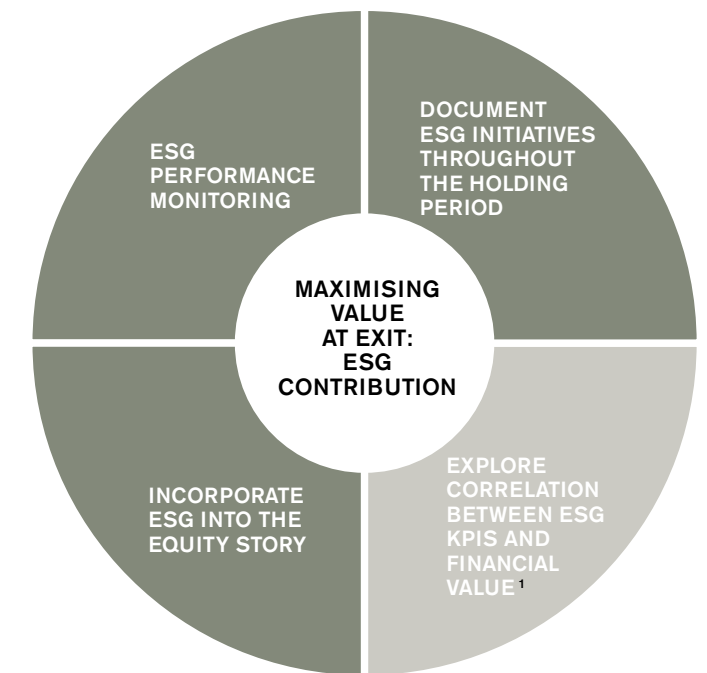 ESG
PERFORMANCE
MONITORING
DOCUMENT
ESG INITIATIVES
THROUGHOUT
THE HOLDING
PERIOD
MAXIMISING
VALUE
AT EXIT:
ESG
CONTRIBUTION
INCORPORATE
ESG INTO THE
EQUITY STORY
EXPLORE
CORRELATION
BETWEEN ESG
KPIS AND
FINANCIAL
VALUE 1